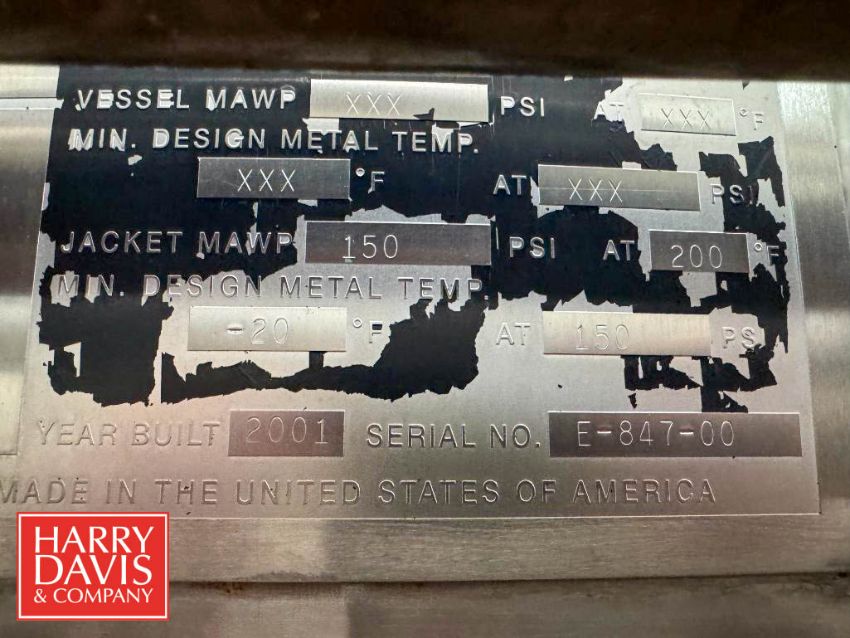 VESSEL MAWP XXX PSI AT XXX °F
MIN. DESIGN METAL TEMP.
XXX °F AT XXX PSI
JACKET MAWP 150 PSI AT 200 °F
MIN. DESIGN METAL TEMP.
-20 °F AT 150 PS
YEAR BUILT 2001 SERIAL NO. E-847-00
MADE IN THE UNITED STATES OF AMERICA
HARRY
DAVIS
& COMPANY